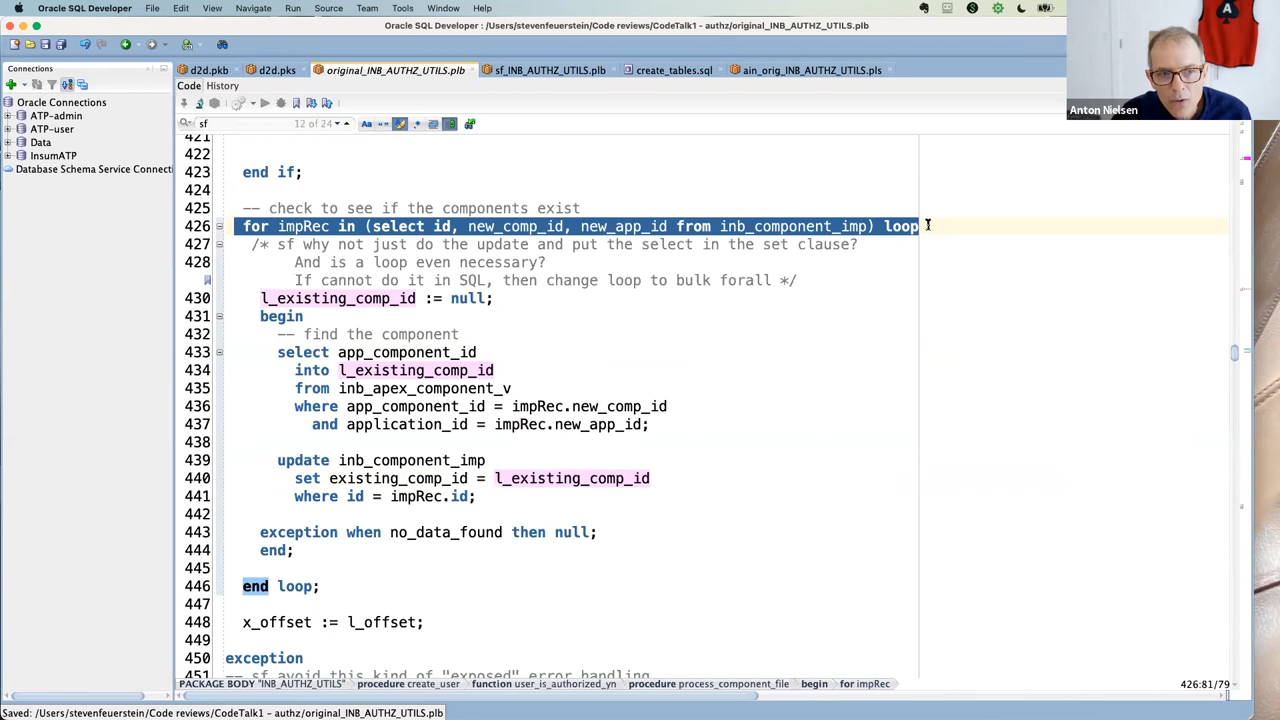 Oracle SQL Developer File Edit View Navigate Run Source Team Tools Window Help
Oracle SQL Developer : /Users/stevenfeuerstein/Code reviews/CodeTalk1 - authz/original_INB_AUTHZ_UTILS.plb
Connections
d2d.pkb
d2d.pks
original_INB_AUTHZ_UTILS.plb
sf_INB_AUTHZ_UTILS.plb
create_tables.sql
ain_orig_INB_AUTHZ_UTILS.pls
Code History
Oracle Connections
ATP-admin
ATP-user
Data
InsumATP
Database Schema Service Connecti
sf 12 of 24
Anton Nielsen
421
422
423 end if;
424
425 -- check to see if the components exist
426 for impRec in (select id, new_comp_id, new_app_id from inb_component_imp) loop
427 /* sf why not just do the update and put the select in the set clause?
428 And is a loop even necessary?
If cannot do it in SQL, then change loop to bulk forall */
430 l_existing_comp_id := null;
431 begin
432 -- find the component
433 select app_component_id
434 into l_existing_comp_id
435 from inb_apex_component_v
436 where app_component_id = impRec.new_comp_id
437 and application_id = impRec.new_app_id;
438
439 update inb_component_imp
440 set existing_comp_id = l_existing_comp_id
441 where id = impRec.id;
442
443 exception when no_data_found then null;
444 end;
445
446 end loop;
447
448 x_offset := l_offset;
449
450 exception
451 -- sf avoid this kind of "exposed" error handling
PACKAGE BODY "INB_AUTHZ_UTILS" procedure create_user function user_is_authorized_yn procedure process_component_file begin for impRec 426:81/79
Saved: /Users/stevenfeuerstein/Code reviews/CodeTalk1 - authz/original_INB_AUTHZ_UTILS.plb